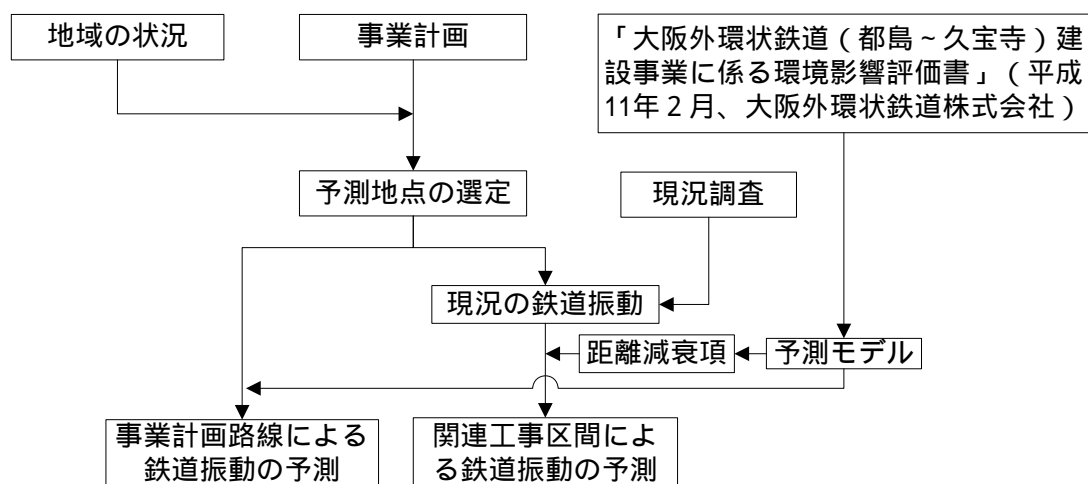 地域の状況
事業計画
「大阪外環状鉄道（都島～久宝寺）建
設事業に係る環境影響評価書」（平成
11年２月、大阪外環状鉄道株式会社）
予測地点の選定
現況調査
現況の鉄道振動
距離減衰項
予測モデル
事業計画路線による
鉄道振動の予測
関連工事区間によ
る鉄道振動の予測